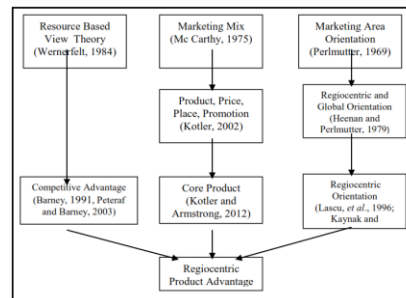 Resource Based
View Theory
(Wernerfelt, 1984)
Marketing Mix
(Mc Carthy, 1975)
Marketing Area
Orientation
(Perlmutter, 1969)
Product, Price,
Place, Promotion
(Kotler, 2002)
Regiocentric and
Global Orientation
(Heenan and
Perlmutter, 1979)
Competitive Advantage
(Barney, 1991, Peteraf
and Barney, 2003)
Core Product
(Kotler and
Armstrong, 2012)
Regiocentric
Orientation
(Lascu, et al., 1996;
Kaynak and
Regiocentric
Product Advantage